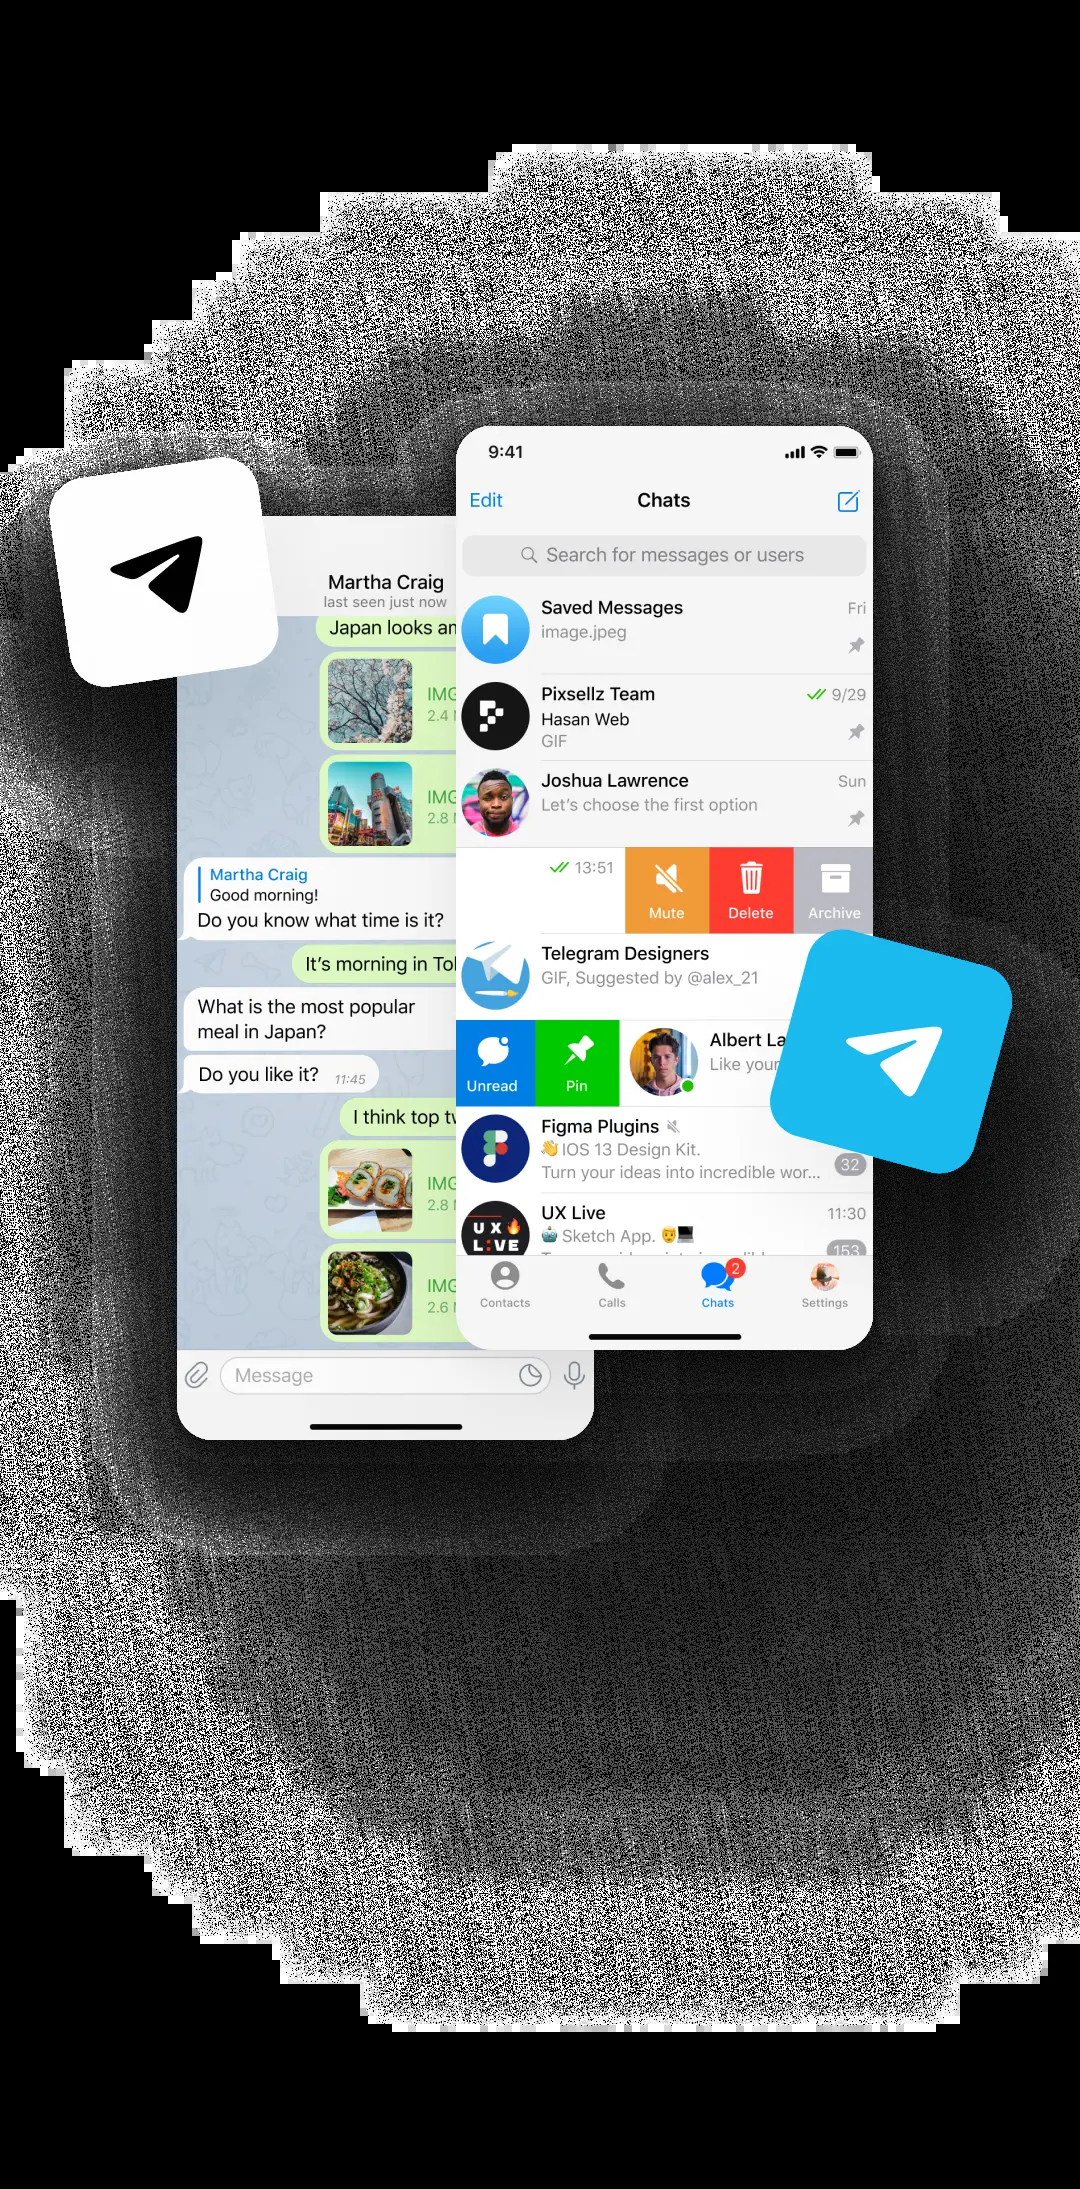 9:41
Edit
Chats
Search for messages or users
Saved Messages
Fri
image.jpeg
Pixsellz Team
9/29
Hasan Web
GIF
Joshua Lawrence
Sun
Let's choose the first option
13:51
Mute
Delete
Archive
Telegram Designers
GIF, Suggested by @alex_21
Unread
Pin
Albert La
Like your
Figma Plugins
👋 IOS 13 Design Kit.
Turn your ideas into incredible wor...
32
UX LIVE
UX Live
11:30
🤖 Sketch App. 👨‍💻
153
2
Contacts
Calls
Chats
Settings
Martha Craig
last seen just now
Japan looks am
IMG
2.4 M
IMG
2.8 M
Martha Craig
Good morning!
Do you know what time is it?
It's morning in Tok
What is the most popular
meal in Japan?
Do you like it?
11:45
I think top tw
IMG
2.8 M
IMG
2.6 M
Message